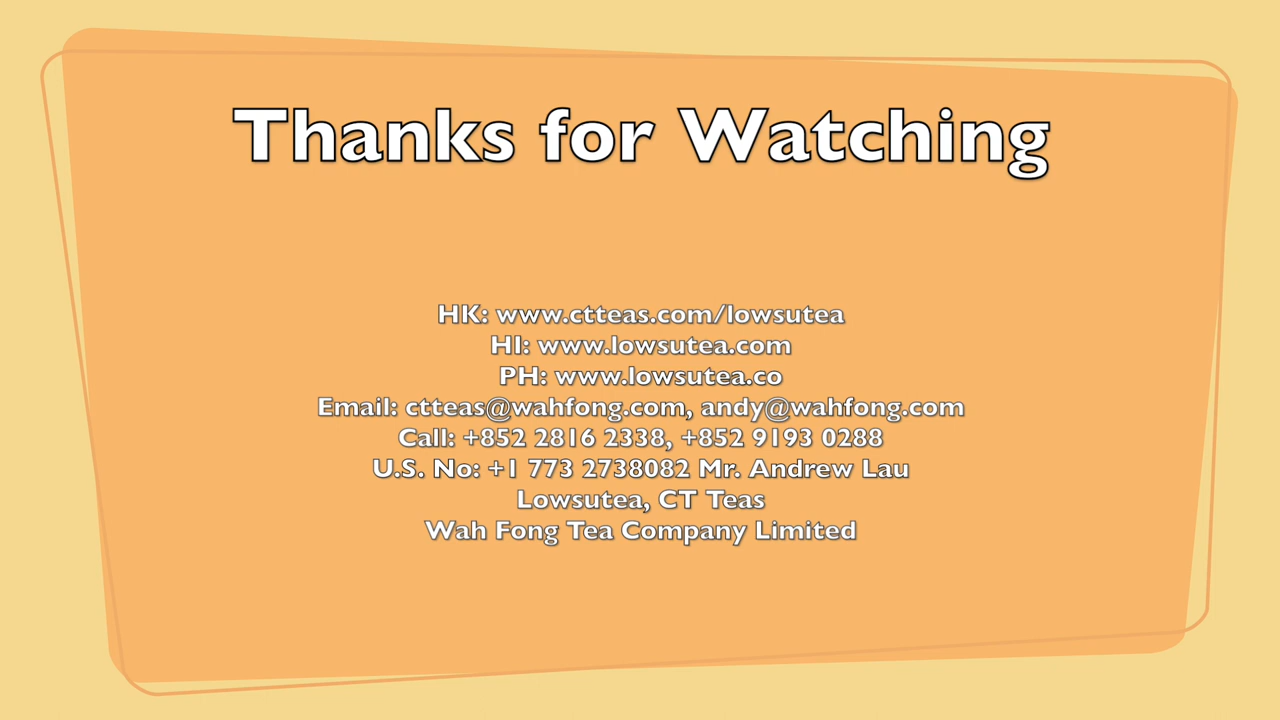 Thanks for Watching
HK: www.ctteas.com/lowsutea
HI: www.lowsutea.com
PH: www.lowsutea.co
Email: ctteas@wahfong.com, andy@wahfong.com
Call: +852 2816 2338, +852 9193 0288
U.S. No: +1 773 2738082 Mr. Andrew Lau
Lowsutea, CT Teas
Wah Fong Tea Company Limited